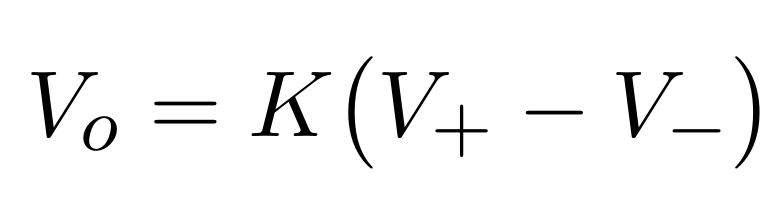 V_o = K(V_+ − V_−)